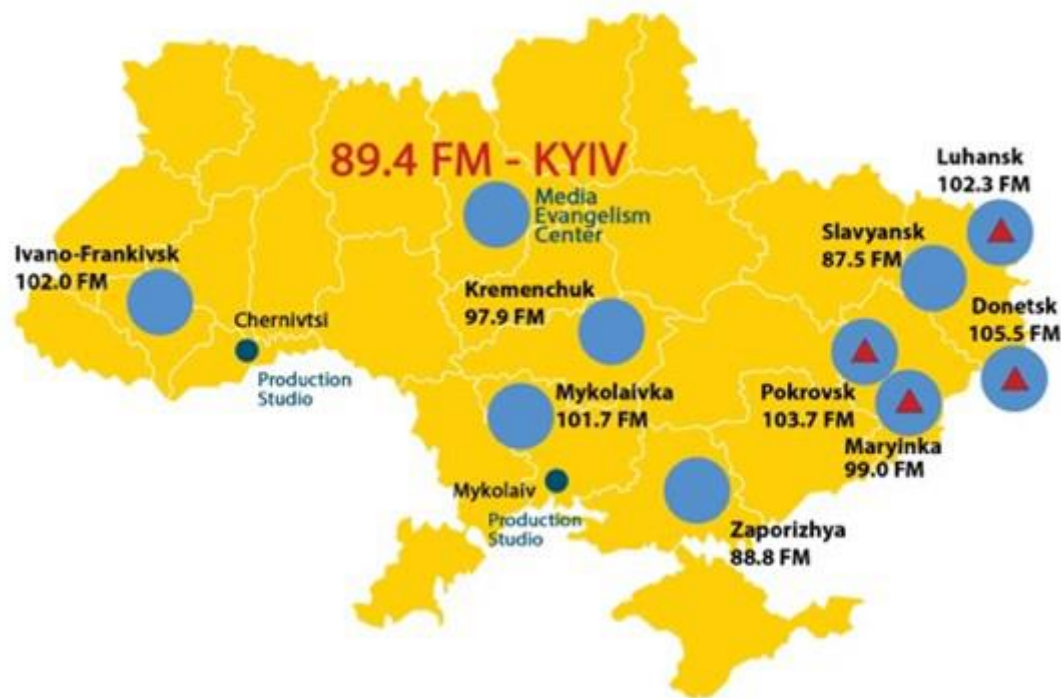 89.4 FM - KYIV
Media
Evangelism
Center
Luhansk
102.3 FM
Slavyansk
87.5 FM
Ivano-Frankivsk
102.0 FM
Kremenchuk
97.9 FM
Donetsk
105.5 FM
Chernivtsi
Production
Studio
Mykolaivka
101.7 FM
Pokrovsk
103.7 FM
Maryinka
99.0 FM
Mykolaiv
Production
Studio
Zaporizhya
88.8 FM